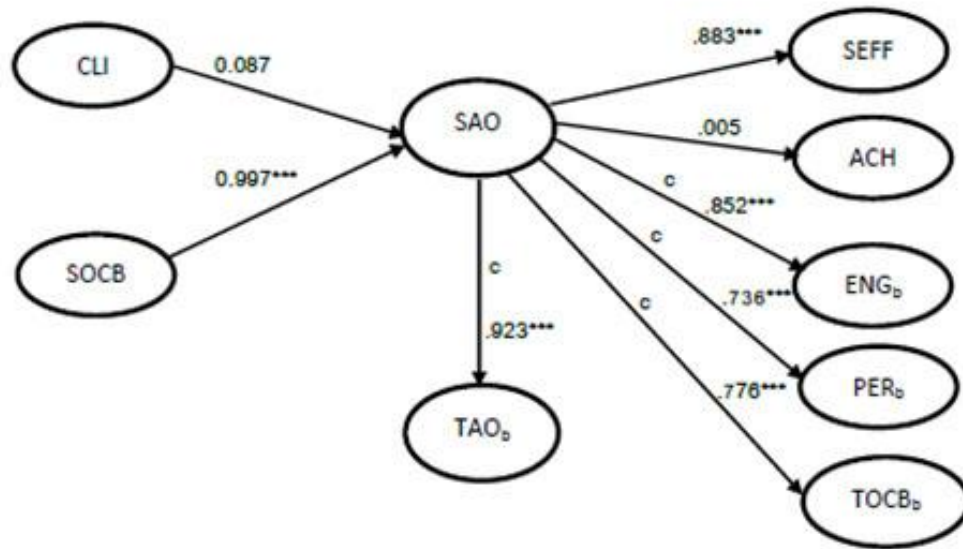 CLI
0.087
SAO
.883***
SEFF
.005
ACH
SOCB
0.997***
c
.852***
ENGb
c
.736***
PERb
c
.776***
TOCBb
c
.923***
TAOb